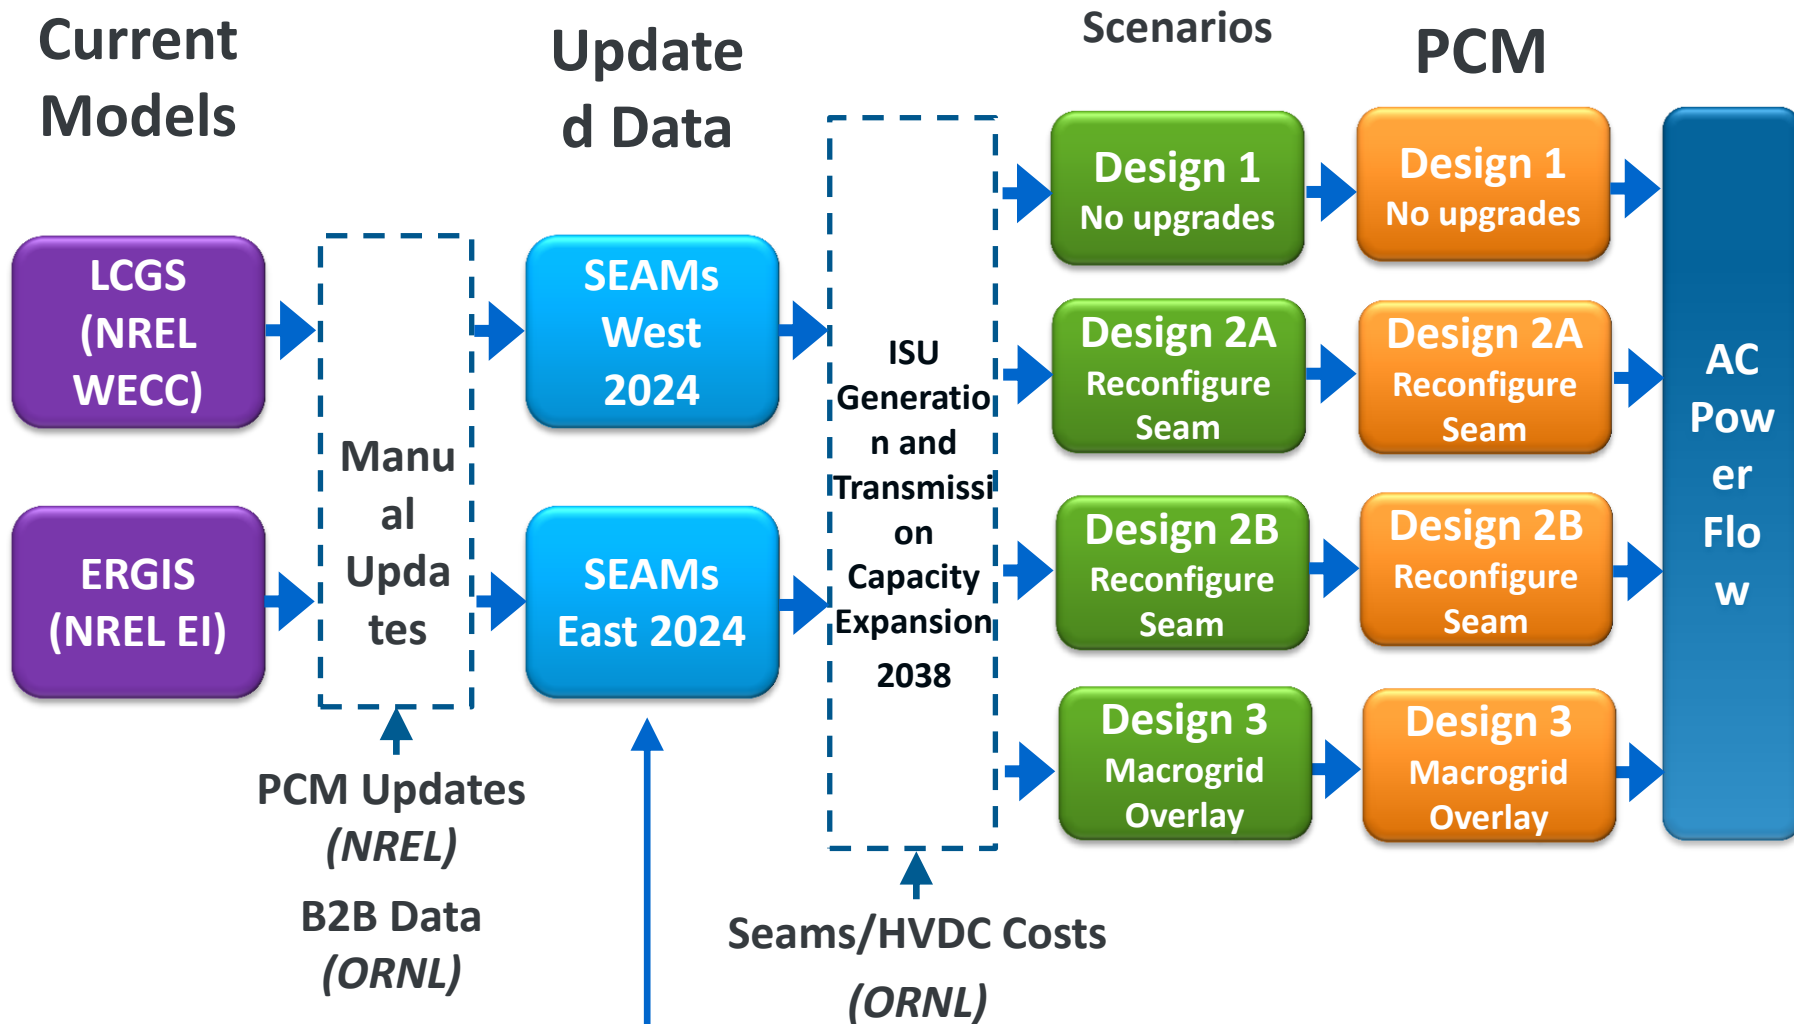 Current
Models
Update
d Data
Scenarios
PCM
LCGS
(NREL
WECC)
ERGIS
(NREL EI)
Manu
al
Upda
tes
PCM Updates
(NREL)
B2B Data
(ORNL)
SEAMs
West
2024
SEAMs
East 2024
ISU
Generatio
n and
Transmissi
on
Capacity
Expansion
2038
Seams/HVDC Costs
(ORNL)
Design 1
No upgrades
Design 2A
Reconfigure
Seam
Design 2B
Reconfigure
Seam
Design 3
Macrogrid
Overlay
Design 1
No upgrades
Design 2A
Reconfigure
Seam
Design 2B
Reconfigure
Seam
Design 3
Macrogrid
Overlay
AC
Pow
er
Flo
w